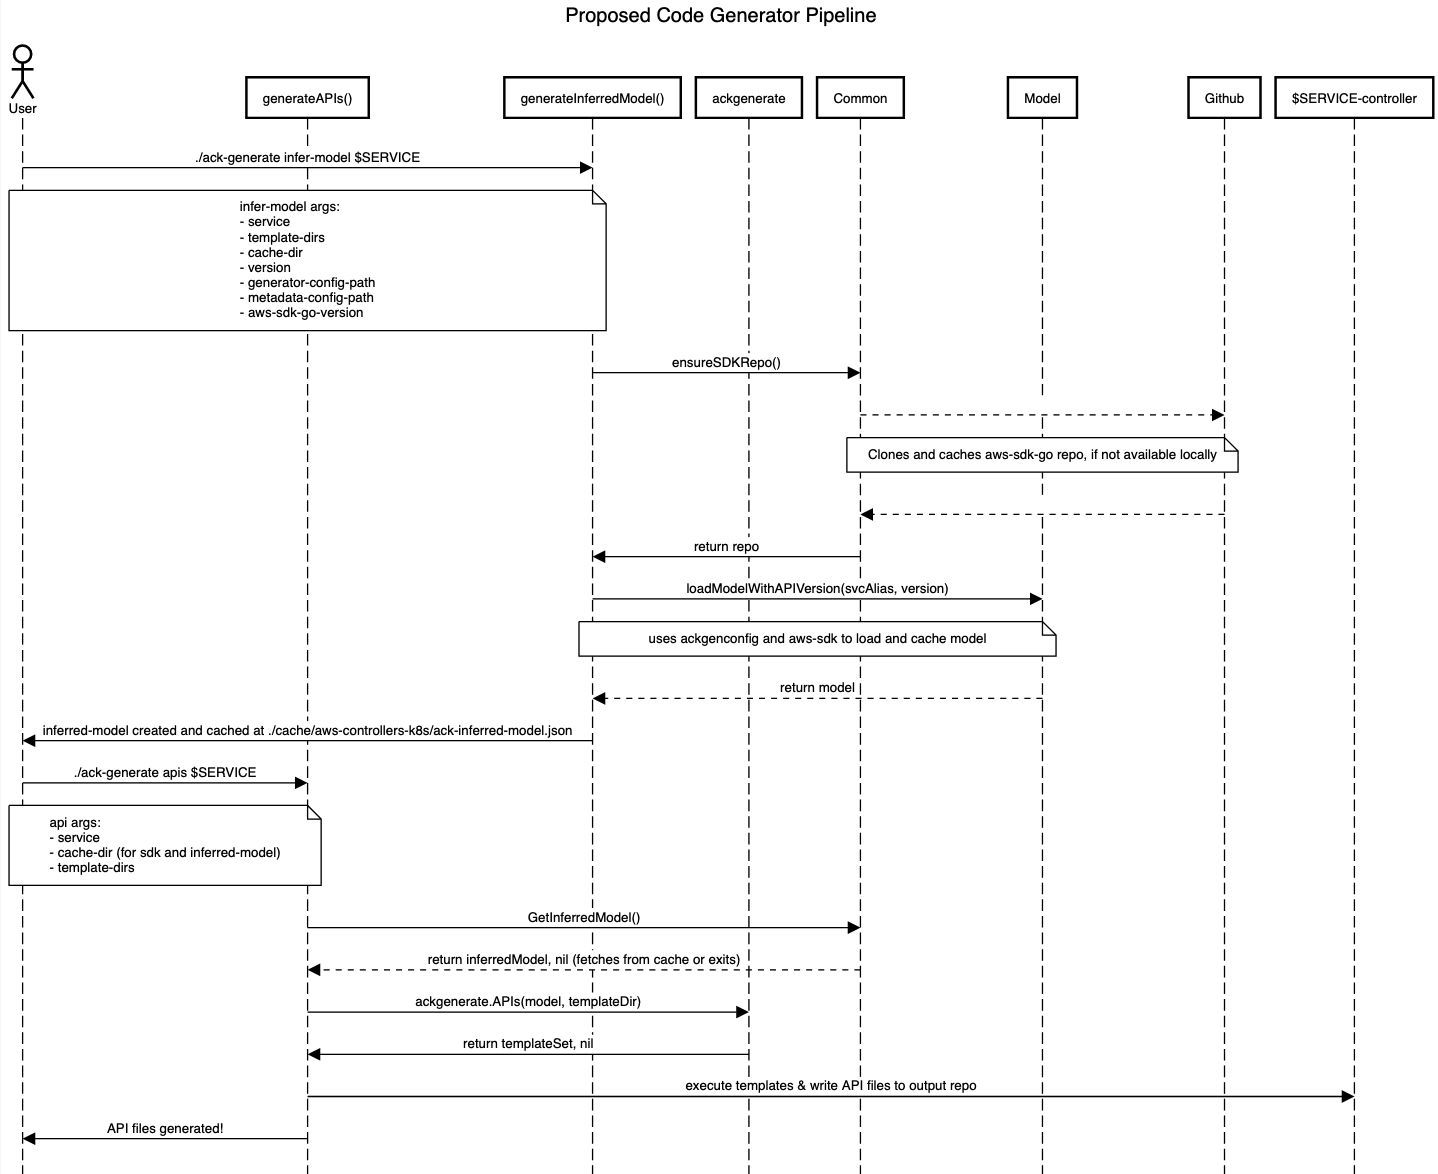 Proposed Code Generator Pipeline
User
generateAPIs()
generateInferredModel()
ackgenerate
Common
Model
Github
$SERVICE-controller
./ack-generate infer-model $SERVICE
infer-model args:
- service
- template-dirs
- cache-dir
- version
- generator-config-path
- metadata-config-path
- aws-sdk-go-version
ensureSDKRepo()
Clones and caches aws-sdk-go repo, if not available locally
return repo
loadModelWithAPIVersion(svcAlias, version)
uses ackgenconfig and aws-sdk to load and cache model
return model
inferred-model created and cached at ./cache/aws-controllers-k8s/ack-inferred-model.json
./ack-generate apis $SERVICE
api args:
- service
- cache-dir (for sdk and inferred-model)
- template-dirs
GetInferredModel()
return inferredModel, nil (fetches from cache or exits)
ackgenerate.APIs(model, templateDir)
return templateSet, nil
execute templates & write API files to output repo
API files generated!